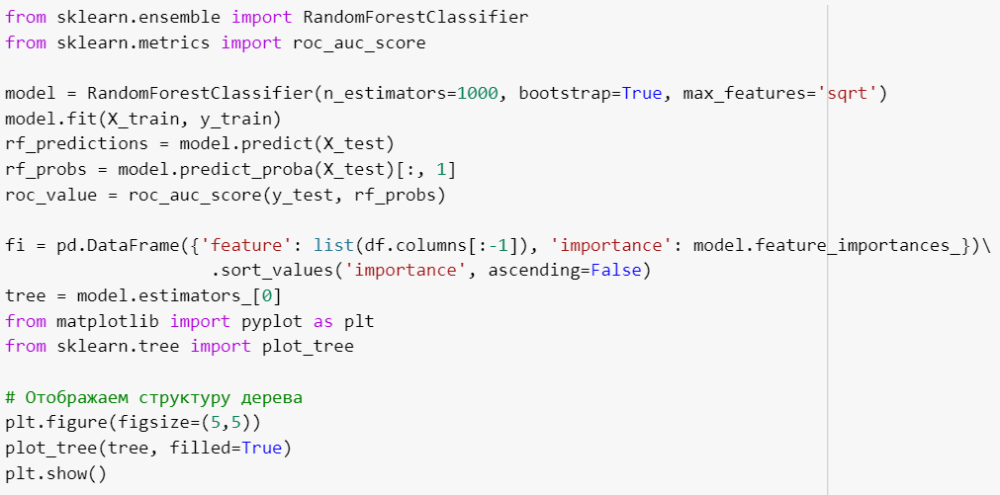 from sklearn.ensemble import RandomForestClassifier
from sklearn.metrics import roc_auc_score
model = RandomForestClassifier(n_estimators=1000, bootstrap=True, max_features='sqrt')
model.fit(X_train, y_train)
rf_predictions = model.predict(X_test)
rf_probs = model.predict_proba(X_test)[:, 1]
roc_value = roc_auc_score(y_test, rf_probs)
fi = pd.DataFrame({'feature': list(df.columns[:-1]), 'importance': model.feature_importances_})\
.sort_values('importance', ascending=False)
tree = model.estimators_[0]
from matplotlib import pyplot as plt
from sklearn.tree import plot_tree
# Отображаем структуру дерева
plt.figure(figsize=(5,5))
plot_tree(tree, filled=True)
plt.show()